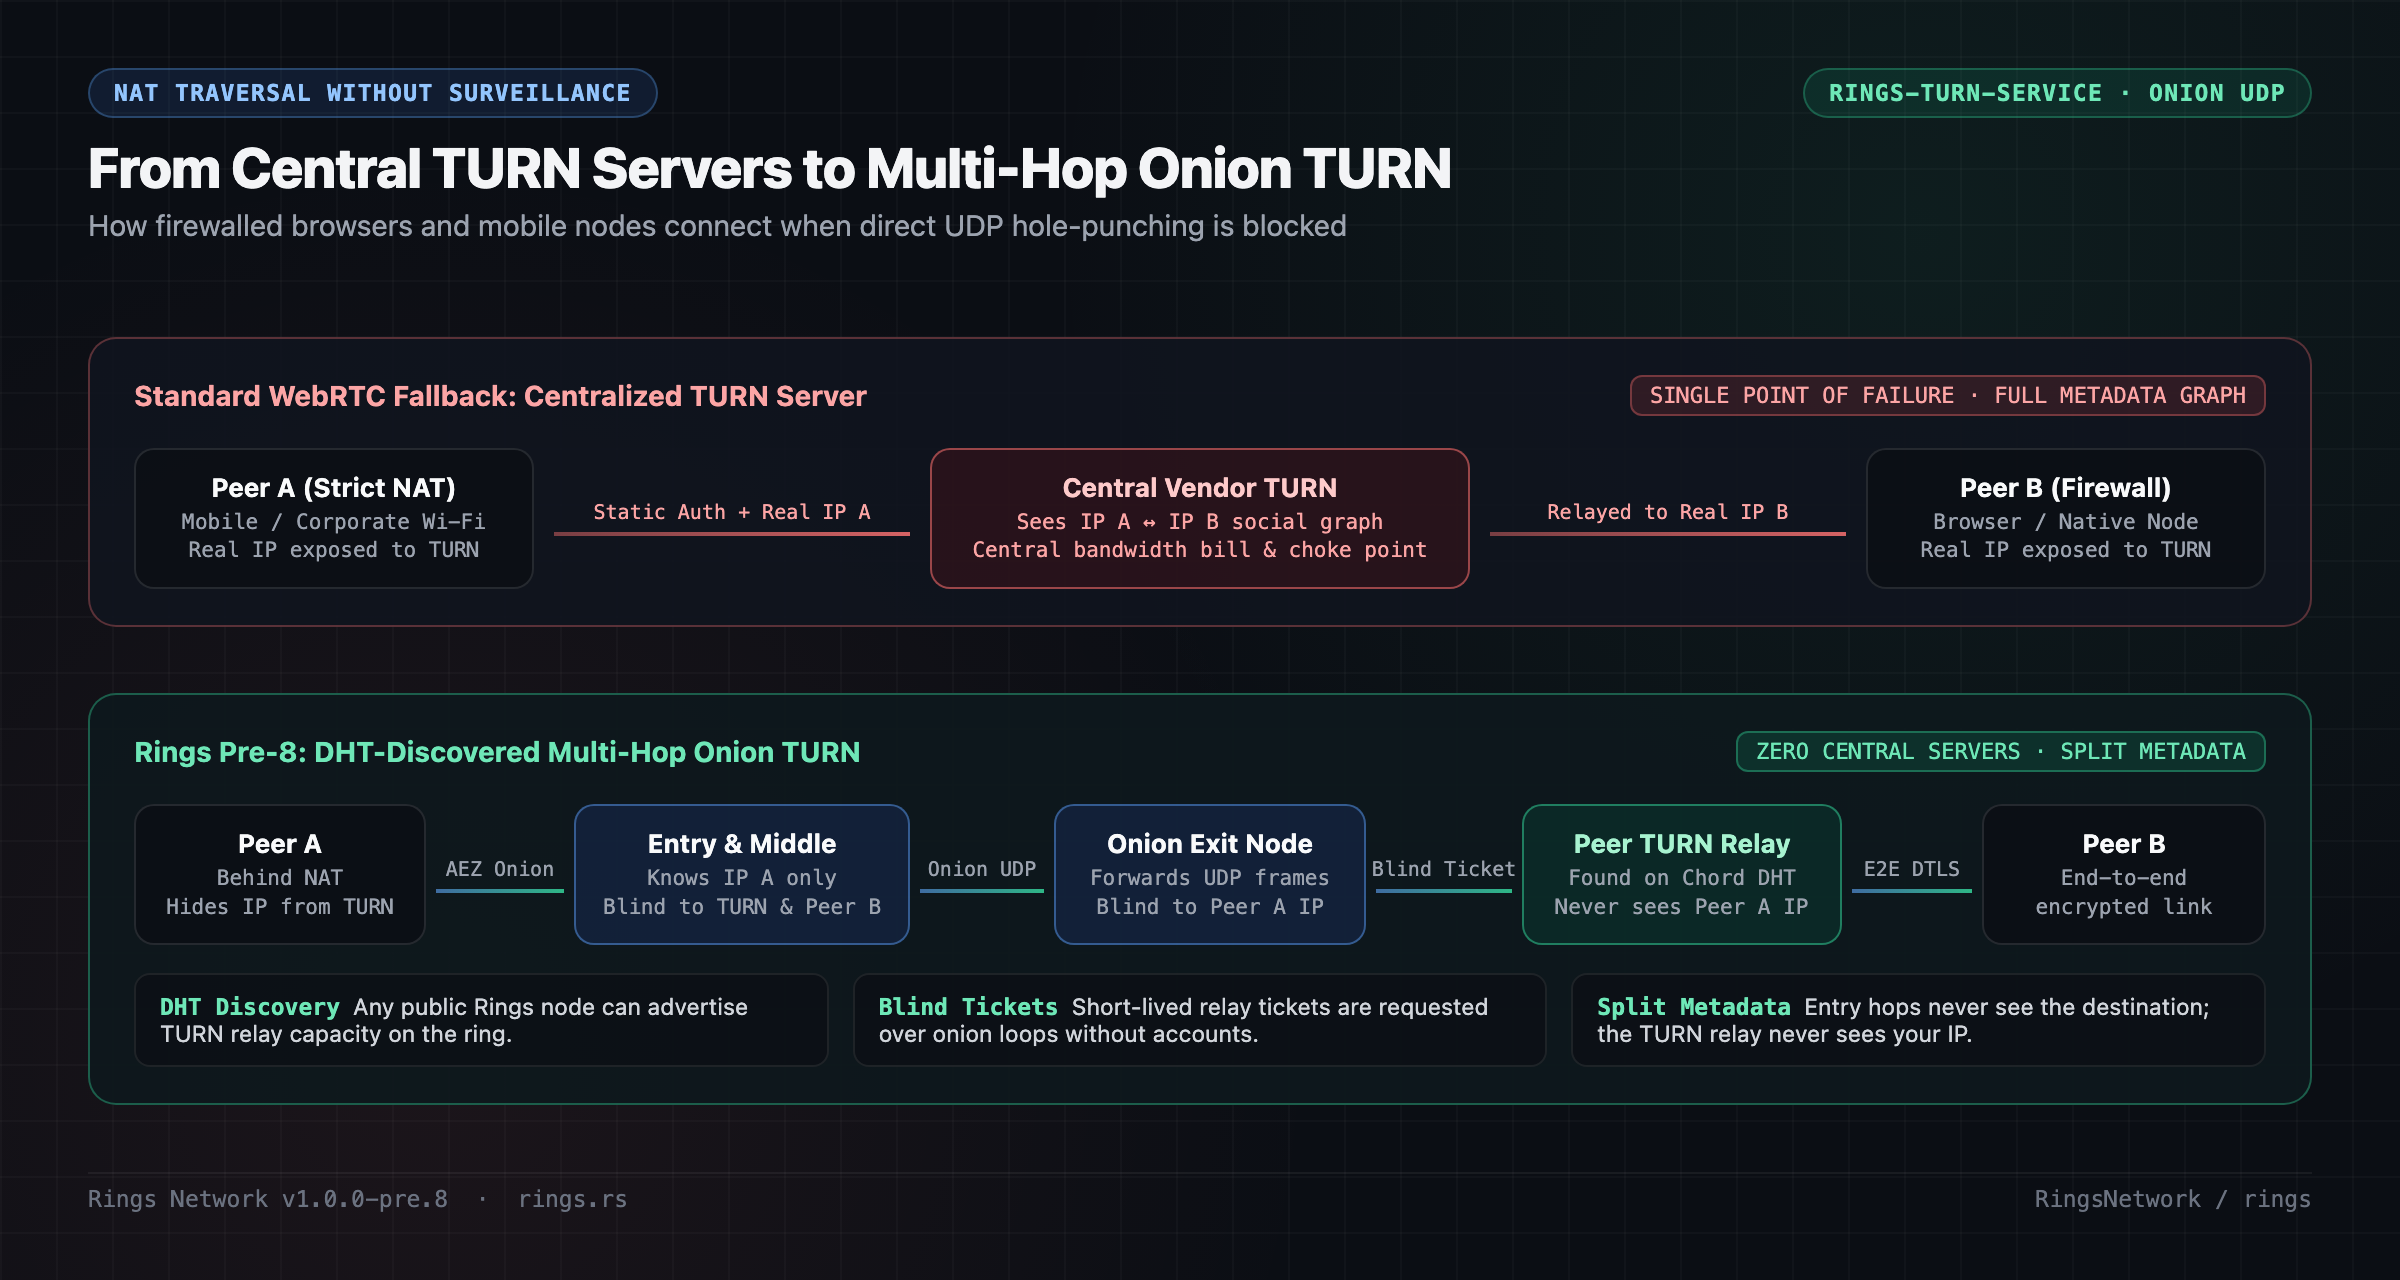 NAT TRAVERSAL WITHOUT SURVEILLANCE
RINGS-TURN-SERVICE · ONION UDP
From Central TURN Servers to Multi-Hop Onion TURN
How firewalled browsers and mobile nodes connect when direct UDP hole-punching is blocked
Standard WebRTC Fallback: Centralized TURN Server
SINGLE POINT OF FAILURE · FULL METADATA GRAPH
Peer A (Strict NAT)
Mobile / Corporate Wi-Fi
Real IP exposed to TURN
Static Auth + Real IP A
Central Vendor TURN
Sees IP A ↔ IP B social graph
Central bandwidth bill & choke point
Relayed to Real IP B
Peer B (Firewall)
Browser / Native Node
Real IP exposed to TURN
Rings Pre-8: DHT-Discovered Multi-Hop Onion TURN
ZERO CENTRAL SERVERS · SPLIT METADATA
Peer A
Behind NAT
Hides IP from TURN
AEZ Onion
Entry & Middle
Knows IP A only
Blind to TURN & Peer B
Onion UDP
Onion Exit Node
Forwards UDP frames
Blind to Peer A IP
Blind Ticket
Peer TURN Relay
Found on Chord DHT
Never sees Peer A IP
E2E DTLS
Peer B
End-to-end
encrypted link
DHT Discovery Any public Rings node can advertise
TURN relay capacity on the ring.
Blind Tickets Short-lived relay tickets are requested
over onion loops without accounts.
Split Metadata Entry hops never see the destination;
the TURN relay never sees your IP.
Rings Network v1.0.0-pre.8 · rings.rs
RingsNetwork / rings